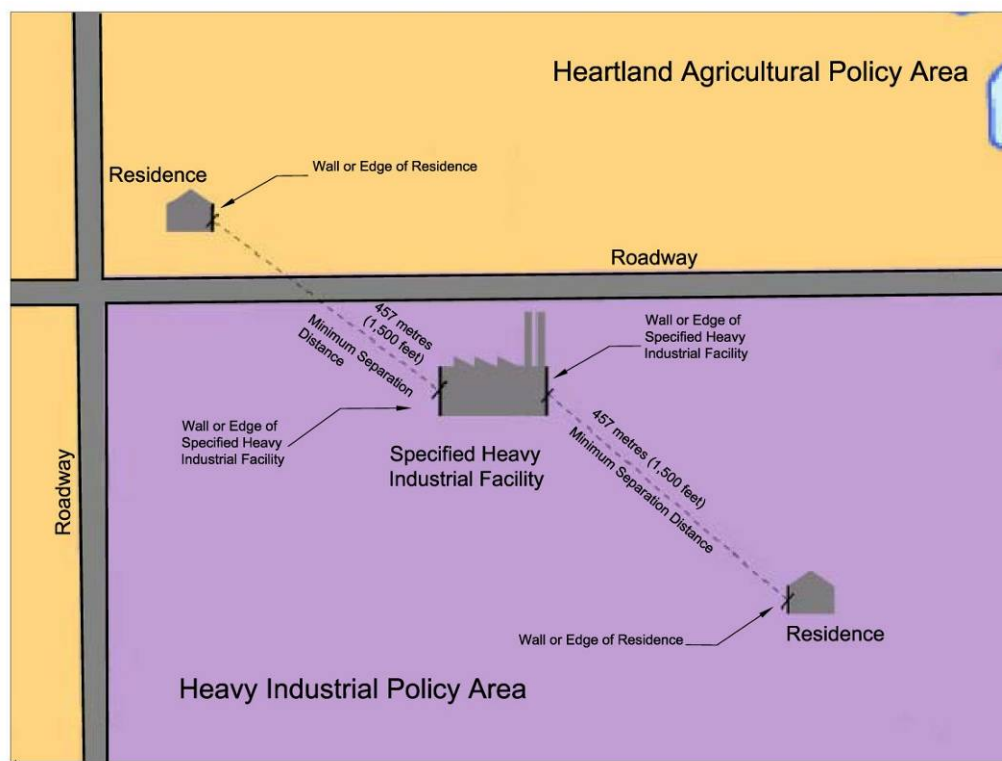 Heartland Agricultural Policy Area
Wall or Edge of Residence
Residence
Roadway
457 metres
(1,500 feet)
Minimum Separation
Distance
Wall or Edge of
Specified Heavy
Industrial Facility
Wall or Edge of
Specified Heavy
Industrial Facility
Specified Heavy
Industrial Facility
457 metres (1,500 feet)
Minimum Separation Distance
Roadway
Wall or Edge of Residence
Residence
Heavy Industrial Policy Area